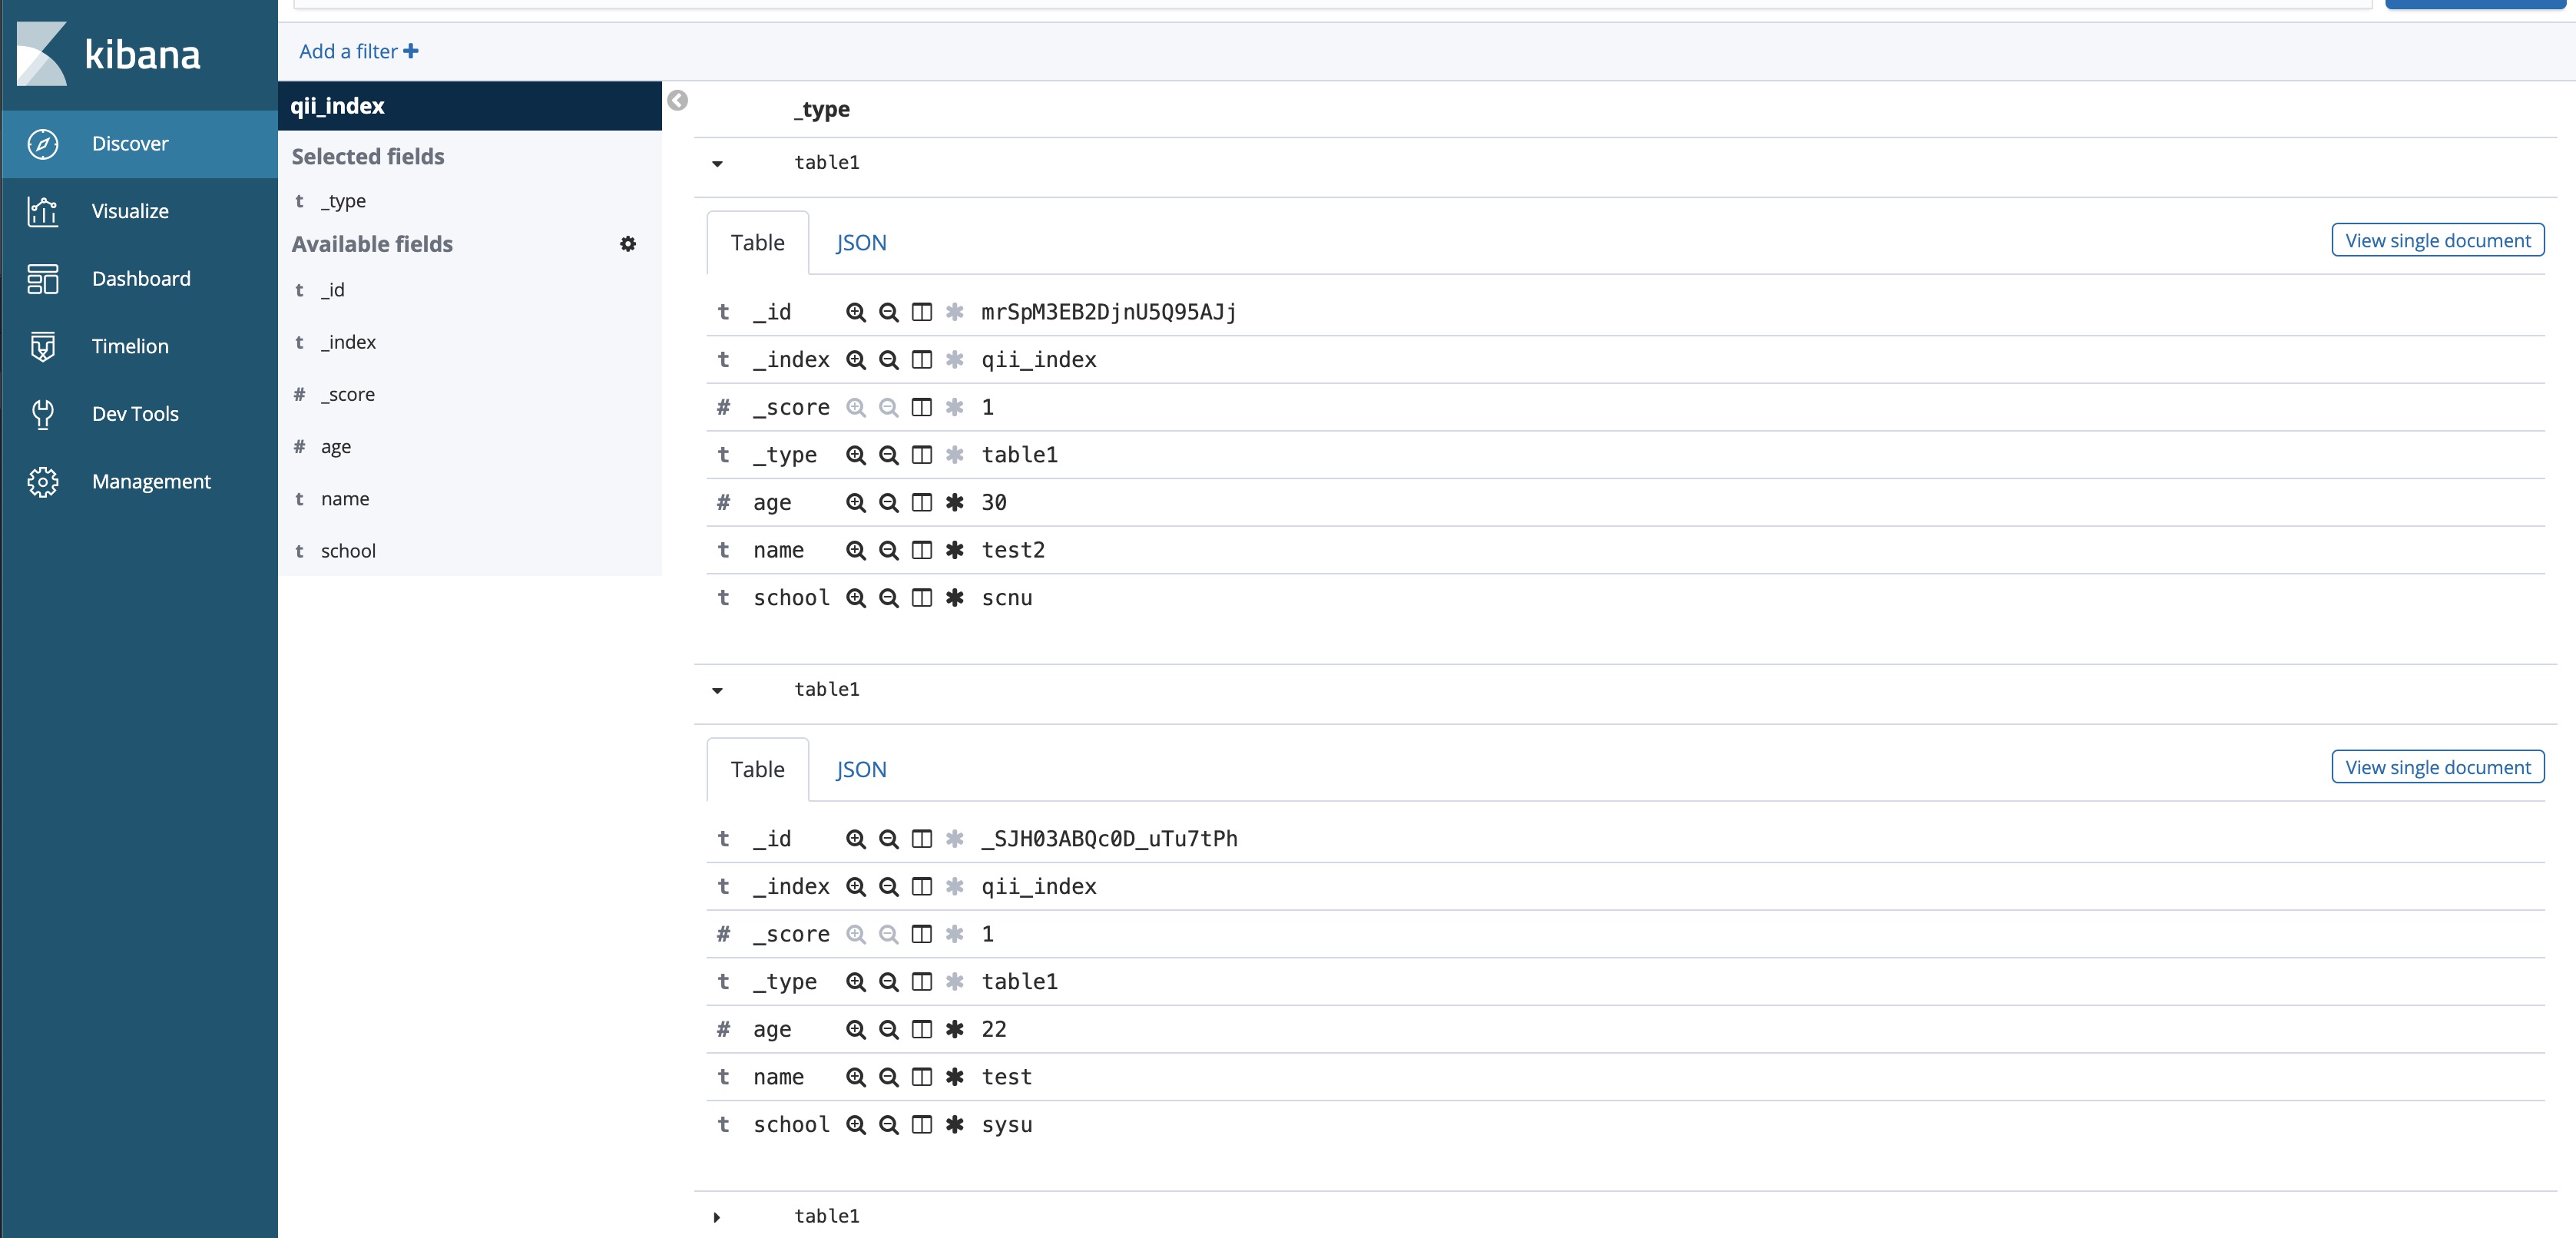 kibana
Discover
Visualize
Dashboard
Timelion
Dev Tools
Management
Add a filter +
qii_index
Selected fields
t _type
Available fields
t _id
t _index
# _score
# age
t name
t school
_type
table1
Table JSON View single document
t _id mrSpM3EB2DjnU5Q95AJj
t _index qii_index
# _score 1
t _type table1
# age 30
t name test2
t school scnu
table1
Table JSON View single document
t _id _SJH03ABQc0D_uTu7tPh
t _index qii_index
# _score 1
t _type table1
# age 22
t name test
t school sysu
table1